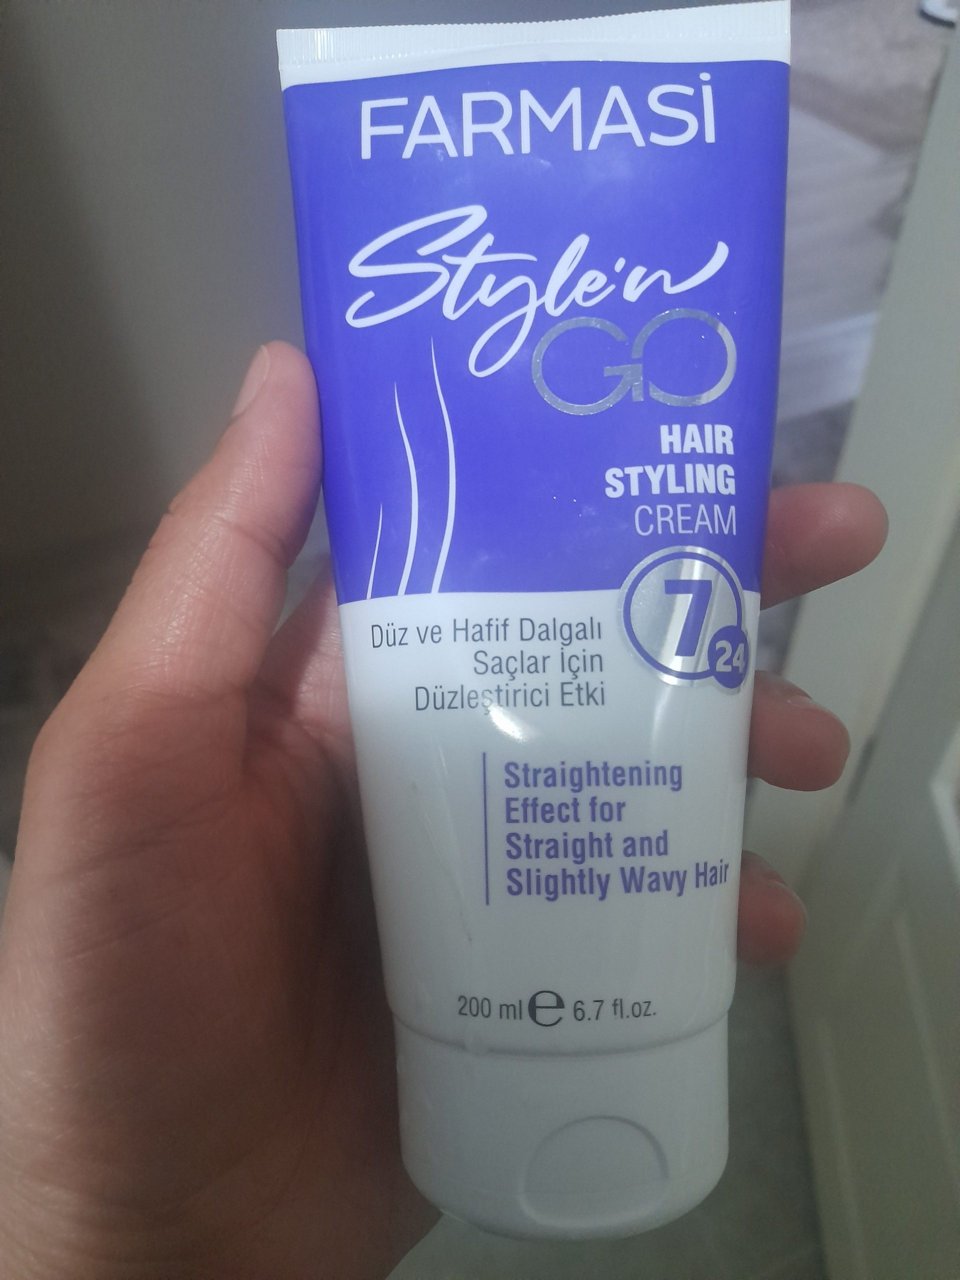 FARMASİ
Style'n
GO
HAIR
STYLING
CREAM
7
24
Düz ve Hafif Dalgalı
Saçlar İçin
Düzleştirici Etki
Straightening
Effect for
Straight and
Slightly Wavy Hair
200 ml e 6.7 fl.oz.